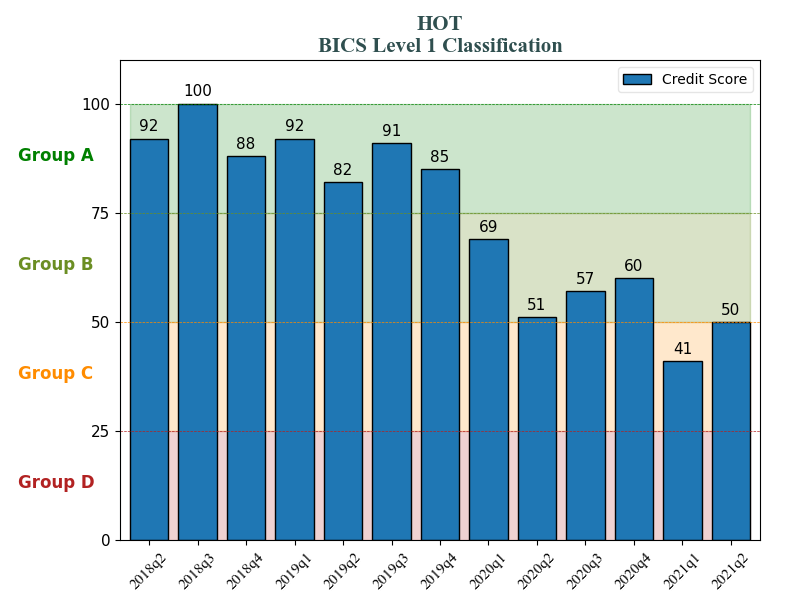 HOT
BICS Level 1 Classification
Credit Score
100
75
50
25
0
Group A
Group B
Group C
Group D
92
100
88
92
82
91
85
69
51
57
60
41
50
2018q2
2018q3
2018q4
2019q1
2019q2
2019q3
2019q4
2020q1
2020q2
2020q3
2020q4
2021q1
2021q2